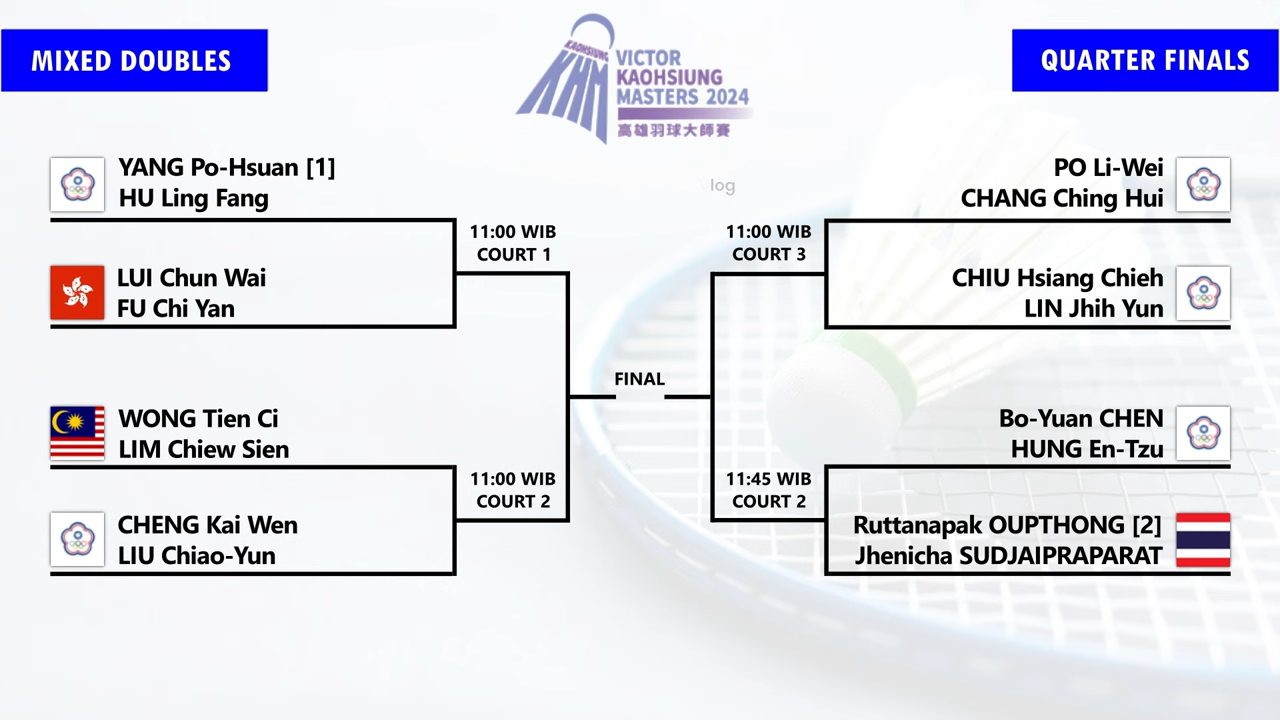 MIXED DOUBLES
KAOHSIUNG
KHM
VICTOR
KAOHSIUNG
MASTERS 2024
高雄羽球大師賽
QUARTER FINALS
log
YANG Po-Hsuan [1]
HU Ling Fang
11:00 WIB
COURT 1
LUI Chun Wai
FU Chi Yan
WONG Tien Ci
LIM Chiew Sien
11:00 WIB
COURT 2
CHENG Kai Wen
LIU Chiao-Yun
FINAL
PO Li-Wei
CHANG Ching Hui
11:00 WIB
COURT 3
CHIU Hsiang Chieh
LIN Jhih Yun
Bo-Yuan CHEN
HUNG En-Tzu
11:45 WIB
COURT 2
Ruttanapak OUPTHONG [2]
Jhenicha SUDJAIPRAPARAT